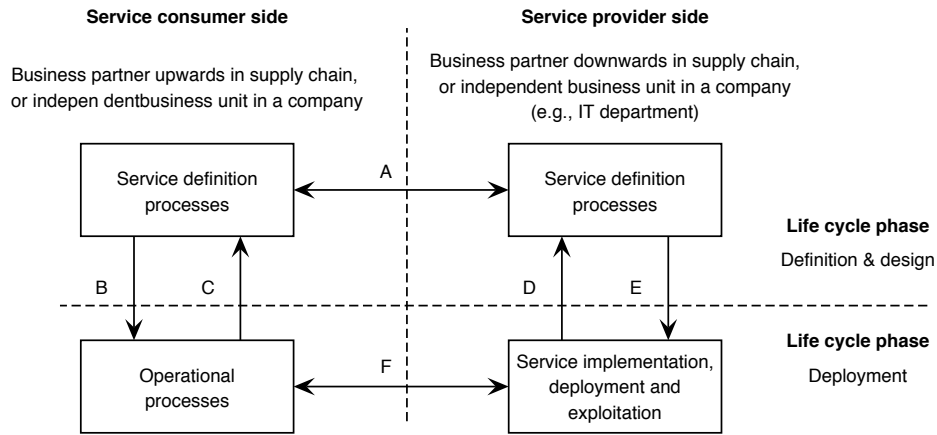 Service consumer side
Service provider side
Business partner upwards in supply chain,
or indepen dentbusiness unit in a company
Business partner downwards in supply chain,
or independent business unit in a company
(e.g., IT department)
Service definition
processes
A
Service definition
processes
Life cycle phase
Definition & design
B
C
D
E
Operational
processes
F
Service implementation,
deployment and
exploitation
Life cycle phase
Deployment